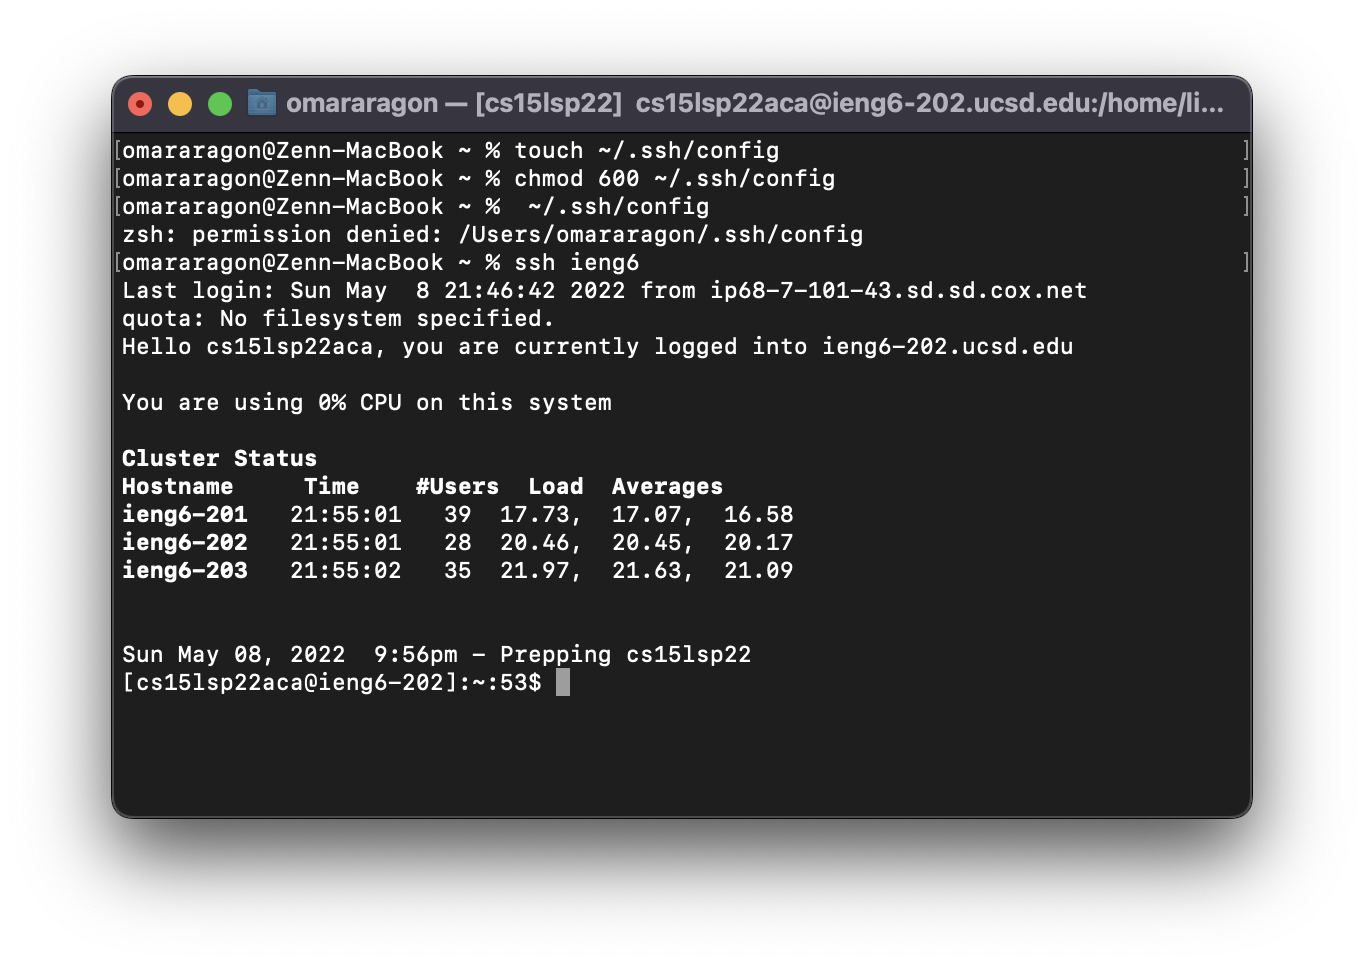 omararagon — [cs15lsp22] cs15lsp22aca@ieng6-202.ucsd.edu:/home/li...
[omararagon@Zenn-MacBook ~ % touch ~/.ssh/config ]
[omararagon@Zenn-MacBook ~ % chmod 600 ~/.ssh/config ]
[omararagon@Zenn-MacBook ~ %  ~/.ssh/config ]
zsh: permission denied: /Users/omararagon/.ssh/config
[omararagon@Zenn-MacBook ~ % ssh ieng6 ]
Last login: Sun May  8 21:46:42 2022 from ip68-7-101-43.sd.sd.cox.net
quota: No filesystem specified.
Hello cs15lsp22aca, you are currently logged into ieng6-202.ucsd.edu
You are using 0% CPU on this system
Cluster Status
Hostname     Time    #Users  Load  Averages
ieng6-201   21:55:01   39  17.73,  17.07,  16.58
ieng6-202   21:55:01   28  20.46,  20.45,  20.17
ieng6-203   21:55:02   35  21.97,  21.63,  21.09
Sun May 08, 2022  9:56pm - Prepping cs15lsp22
[cs15lsp22aca@ieng6-202]:~:53$